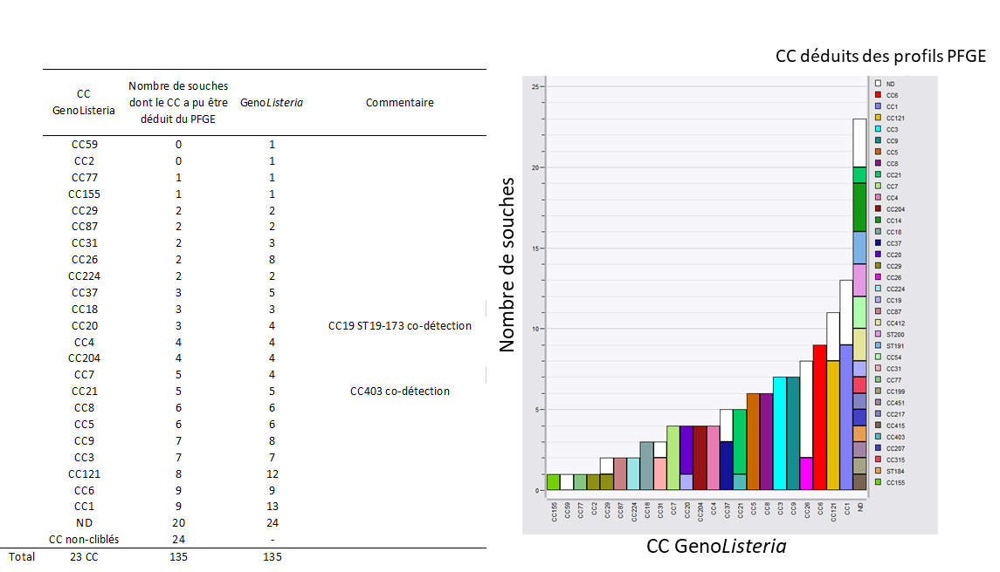 CC déduits des profils PFGE
CC
GenoListeria
Nombre de souches
dont le CC a pu être
déduit du PFGE
GenoListeria
Commentaire
CC59 0 1
CC2 0 1
CC77 1 1
CC155 1 1
CC29 2 2
CC87 2 2
CC31 2 3
CC26 2 8
CC224 2 2
CC37 3 5
CC18 3 3
CC20 3 4 CC19 ST19-173 co-détection
CC4 4 4
CC204 4 4
CC7 5 4
CC21 5 5 CC403 co-détection
CC8 6 6
CC5 6 6
CC9 7 8
CC3 7 7
CC121 8 12
CC6 9 9
CC1 9 13
ND 20 24
CC non-ciblés 24 -
Total 23 CC 135 135
Nombre de souches
25
20
15
10
5
0
CC155 CC59 CC77 CC2 CC29 CC87 CC224 CC18 CC31 CC7 CC20 CC204 CC4 CC37 CC21 CC5 CC8 CC3 CC9 CC26 CC6 CC121 CC1 ND
CC GenoListeria
ND
CC6
CC1
CC121
CC3
CC9
CC5
CC8
CC21
CC7
CC4
CC204
CC14
CC18
CC37
CC20
CC29
CC26
CC224
CC19
CC87
CC412
ST200
ST191
CC54
CC31
CC77
CC199
CC451
CC217
CC415
CC403
CC207
CC315
ST184
CC155